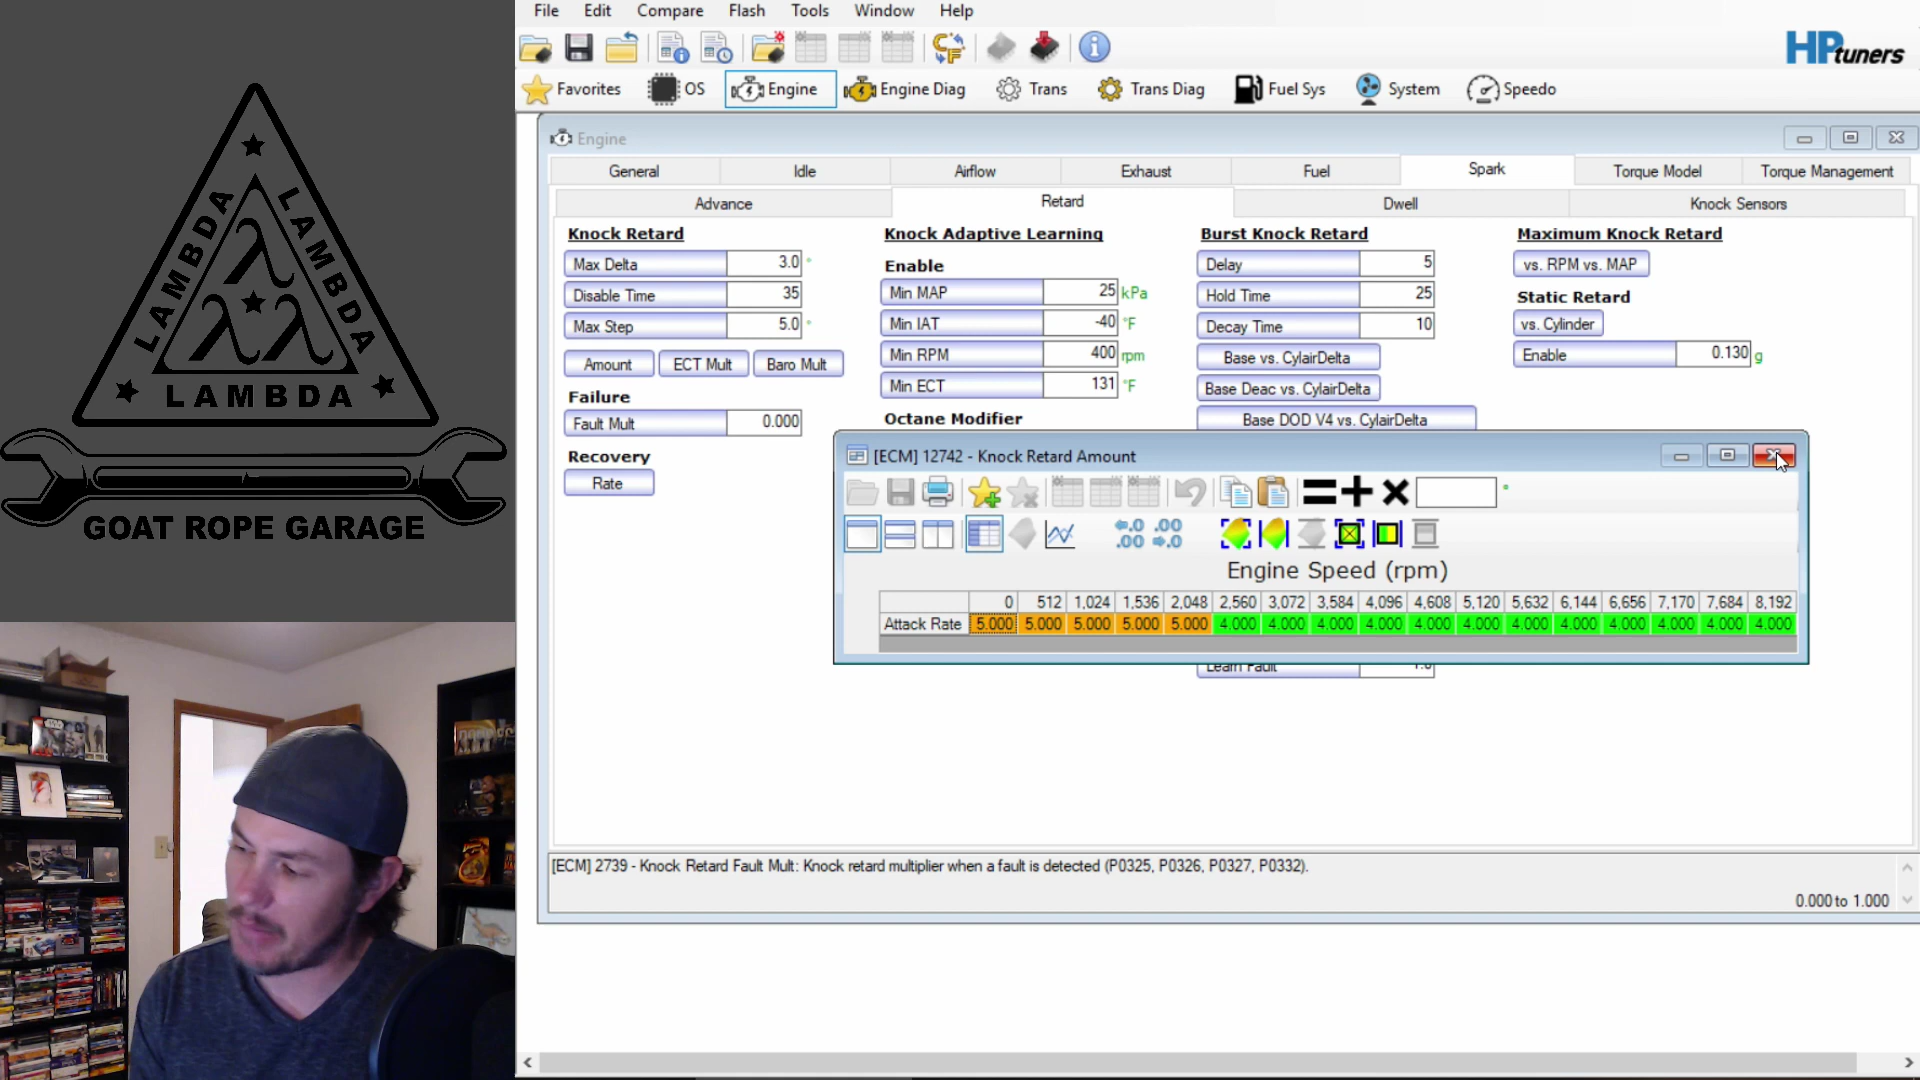 LAMBDA
LAMBDA
LAMBDA
GOAT ROPE GARAGE
File Edit Compare Flash Tools Window Help
HPtuners
Favorites OS Engine Engine Diag Trans Trans Diag Fuel Sys System Speedo
Engine
General Idle Airflow Exhaust Fuel Spark Torque Model Torque Management
Advance Retard Dwell Knock Sensors
Knock Retard
Max Delta 3.0 °
Disable Time 35
Max Step 5.0 °
Amount ECT Mult Baro Mult
Failure
Fault Mult 0.000
Recovery
Rate
Knock Adaptive Learning
Enable
Min MAP 25 kPa
Min IAT -40 °F
Min RPM 400 rpm
Min ECT 131 °F
Octane Modifier
Burst Knock Retard
Delay 5
Hold Time 25
Decay Time 10
Base vs. CylairDelta
Base Deac vs. CylairDelta
Base DOD V4 vs. CylairDelta
Learn Fault 1.0
Maximum Knock Retard
vs. RPM vs. MAP
Static Retard
vs. Cylinder
Enable 0.130 g
[ECM] 12742 - Knock Retard Amount
Engine Speed (rpm)
0 512 1,024 1,536 2,048 2,560 3,072 3,584 4,096 4,608 5,120 5,632 6,144 6,656 7,170 7,684 8,192
Attack Rate 5.000 5.000 5.000 5.000 5.000 4.000 4.000 4.000 4.000 4.000 4.000 4.000 4.000 4.000 4.000 4.000 4.000
[ECM] 2739 - Knock Retard Fault Mult: Knock retard multiplier when a fault is detected (P0325, P0326, P0327, P0332).
0.000 to 1.000